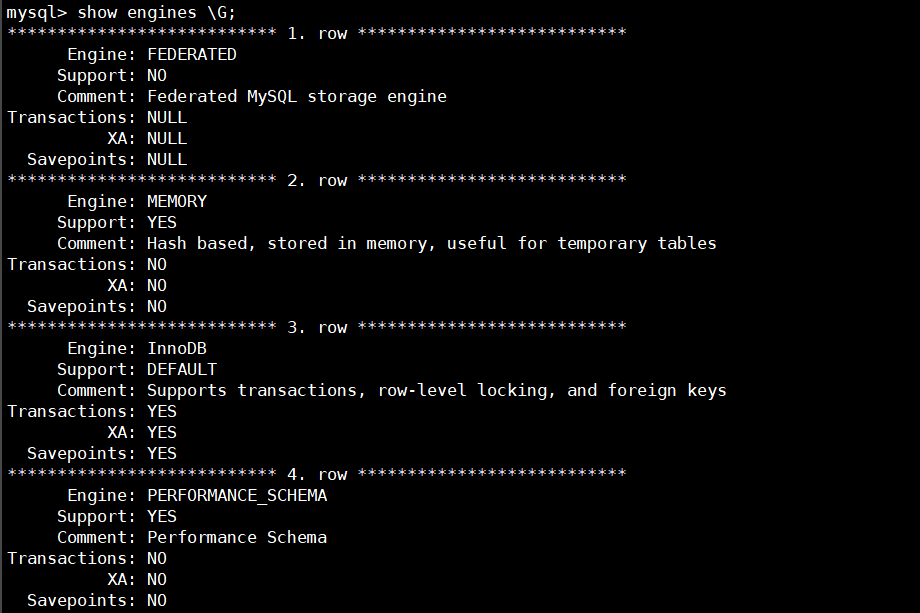 mysql> show engines \G;
*************************** 1. row ***************************
      Engine: FEDERATED
     Support: NO
     Comment: Federated MySQL storage engine
Transactions: NULL
          XA: NULL
  Savepoints: NULL
*************************** 2. row ***************************
      Engine: MEMORY
     Support: YES
     Comment: Hash based, stored in memory, useful for temporary tables
Transactions: NO
          XA: NO
  Savepoints: NO
*************************** 3. row ***************************
      Engine: InnoDB
     Support: DEFAULT
     Comment: Supports transactions, row-level locking, and foreign keys
Transactions: YES
          XA: YES
  Savepoints: YES
*************************** 4. row ***************************
      Engine: PERFORMANCE_SCHEMA
     Support: YES
     Comment: Performance Schema
Transactions: NO
          XA: NO
  Savepoints: NO